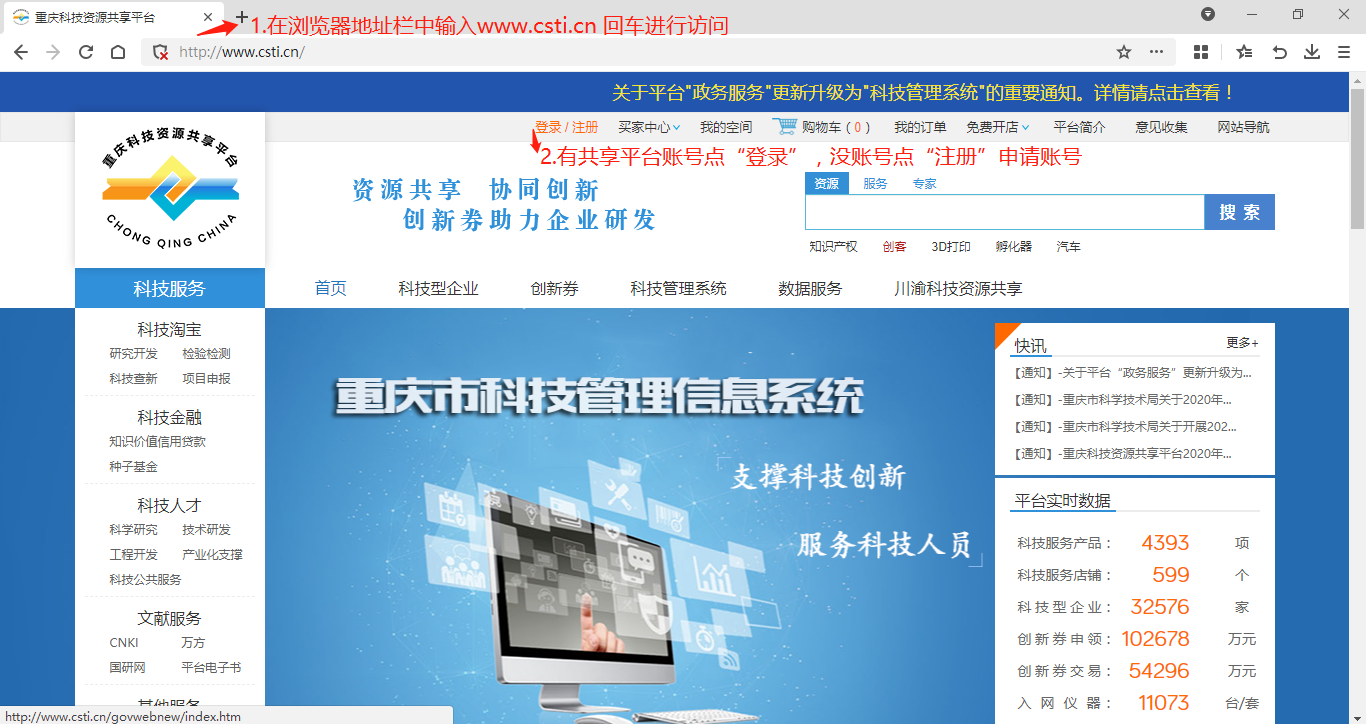 重庆科技资源共享平台
1.在浏览器地址栏中输入www.csti.cn 回车进行访问
http://www.csti.cn/
关于平台"政务服务"更新升级为"科技管理系统"的重要通知。详情请点击查看！
登录 / 注册 买家中心 我的空间 购物车 ( 0 ) 我的订单 免费开店 平台简介 意见收集 网站导航
2.有共享平台账号点“登录”，没账号点“注册”申请账号
重庆科技资源共享平台
CHONG QING CHINA
资源共享 协同创新
创新券助力企业研发
资源 服务 专家
搜 索
知识产权 创客 3D打印 孵化器 汽车
科技服务 首页 科技型企业 创新券 科技管理系统 数据服务 川渝科技资源共享
科技淘宝
研究开发 检验检测
科技查新 项目申报
科技金融
知识价值信用贷款
种子基金
科技人才
科学研究 技术研发
工程开发 产业化支撑
科技公共服务
文献服务
CNKI 万方
国研网 平台电子书
其他服务
重庆市科技管理信息系统
支撑科技创新
服务科技人员
快讯 更多+
【通知】-关于平台“政务服务”更新升级为...
【通知】-重庆市科学技术局关于2020年...
【通知】-重庆市科学技术局关于开展202...
【通知】-重庆科技资源共享平台2020年...
平台实时数据
科技服务产品： 4393 项
科技服务店铺： 599 个
科技型企业： 32576 家
创新券申领： 102678 万元
创新券交易： 54296 万元
入网仪器： 11073 台/套
http://www.csti.cn/govwebnew/index.htm